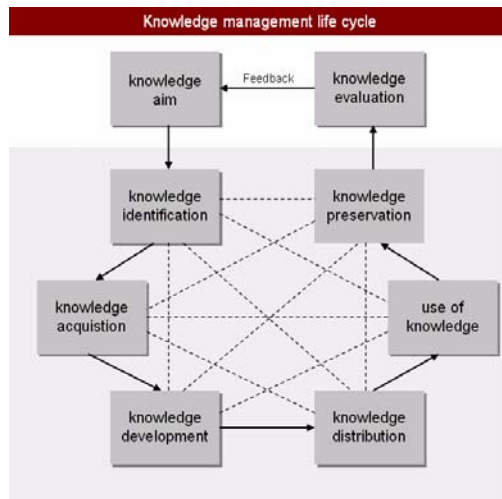 Knowledge management life cycle
knowledge
aim
Feedback
knowledge
evaluation
knowledge
identification
knowledge
preservation
knowledge
acquistion
use of
knowledge
knowledge
development
knowledge
distribution